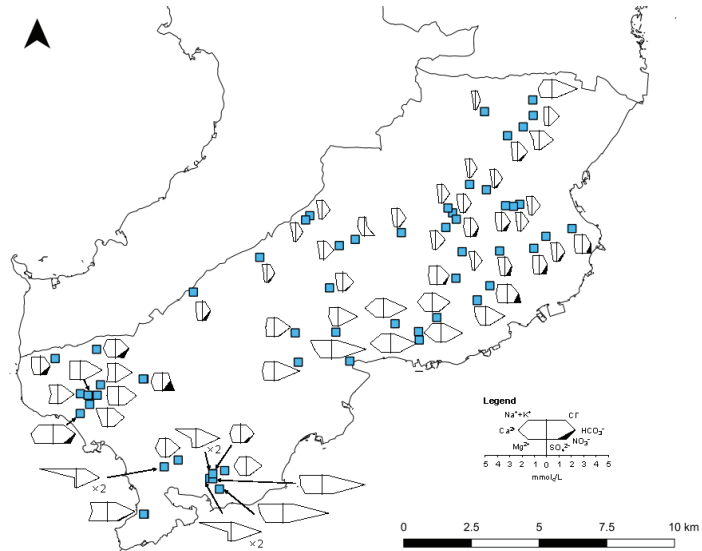 ×2
×2
×2
Legend
Na⁺+K⁺ Cl⁻
Ca²⁺ HCO₃⁻
Mg²⁺ SO₄²⁻ NO₃⁻
5 4 3 2 1 0 1 2 3 4 5
mmolc/L
0 2.5 5 7.5 10 km